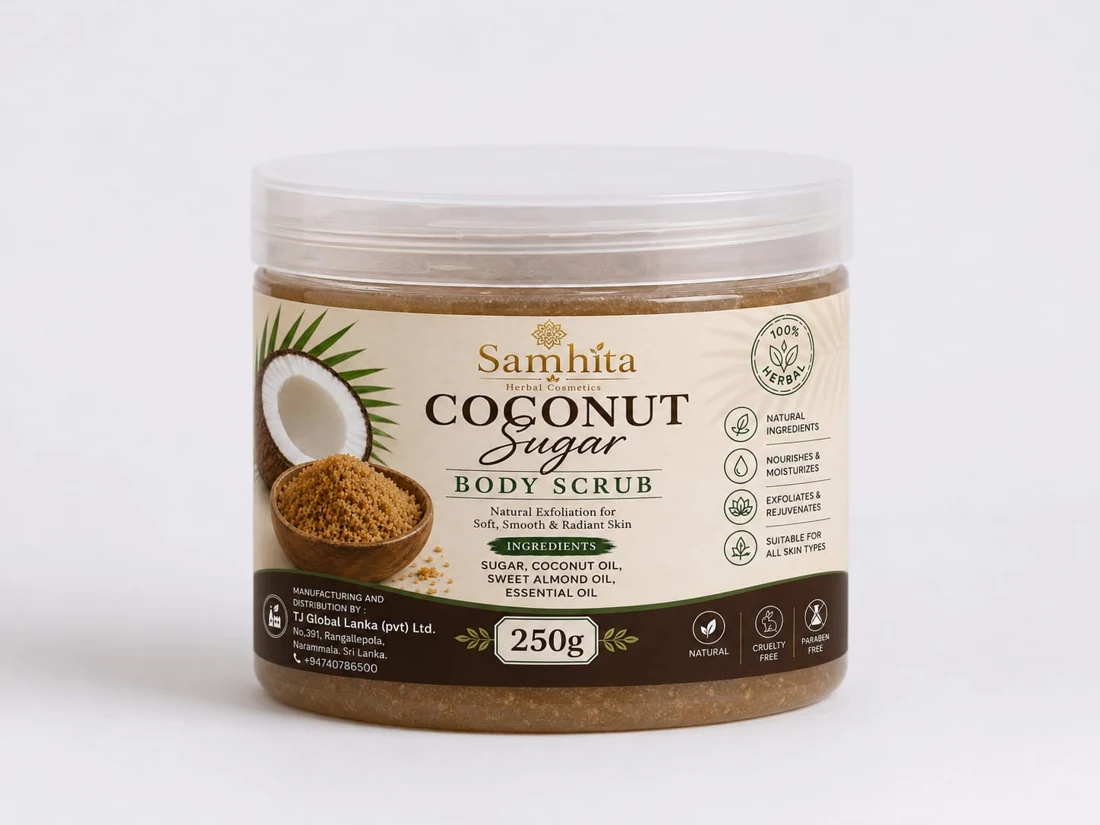 Samhita
Herbal Cosmetics
COCONUT
Sugar
BODY SCRUB
Natural Exfoliation for
Soft, Smooth & Radiant Skin
INGREDIENTS
SUGAR, COCONUT OIL,
SWEET ALMOND OIL,
ESSENTIAL OIL
250g
100%
HERBAL
NATURAL
INGREDIENTS
NOURISHES &
MOISTURIZES
EXFOLIATES &
REJUVENATES
SUITABLE FOR
ALL SKIN TYPES
MANUFACTURING AND
DISTRIBUTION BY :
TJ Global Lanka (pvt) Ltd.
No,391, Rangallepola,
Narammala. Sri Lanka.
+94740786500
NATURAL
CRUELTY
FREE
PARABEN
FREE